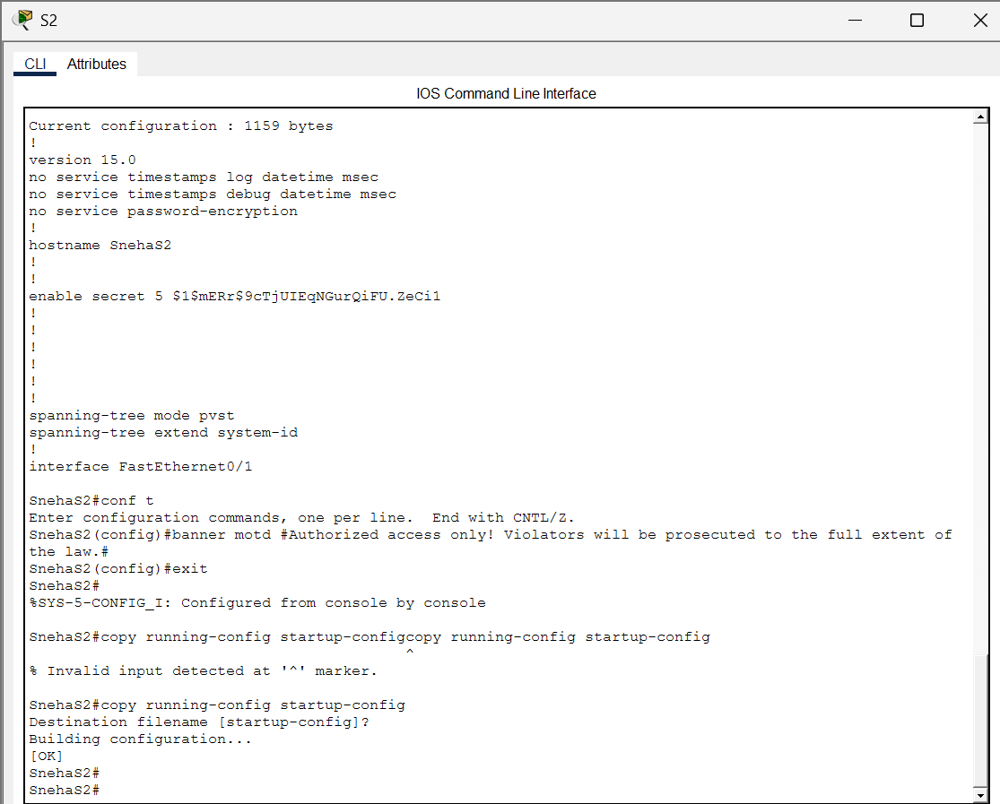 S2
CLI Attributes
IOS Command Line Interface
Current configuration : 1159 bytes
!
version 15.0
no service timestamps log datetime msec
no service timestamps debug datetime msec
no service password-encryption
!
hostname SnehaS2
!
!
enable secret 5 $1$mERr$9cTjUIEqNGurQiFU.ZeCi1
!
!
!
!
!
!
spanning-tree mode pvst
spanning-tree extend system-id
!
interface FastEthernet0/1
SnehaS2#conf t
Enter configuration commands, one per line.  End with CNTL/Z.
SnehaS2(config)#banner motd #Authorized access only! Violators will be prosecuted to the full extent of
the law.#
SnehaS2(config)#exit
SnehaS2#
%SYS-5-CONFIG_I: Configured from console by console
SnehaS2#copy running-config startup-configcopy running-config startup-config
^
% Invalid input detected at '^' marker.
SnehaS2#copy running-config startup-config
Destination filename [startup-config]?
Building configuration...
[OK]
SnehaS2#
SnehaS2#